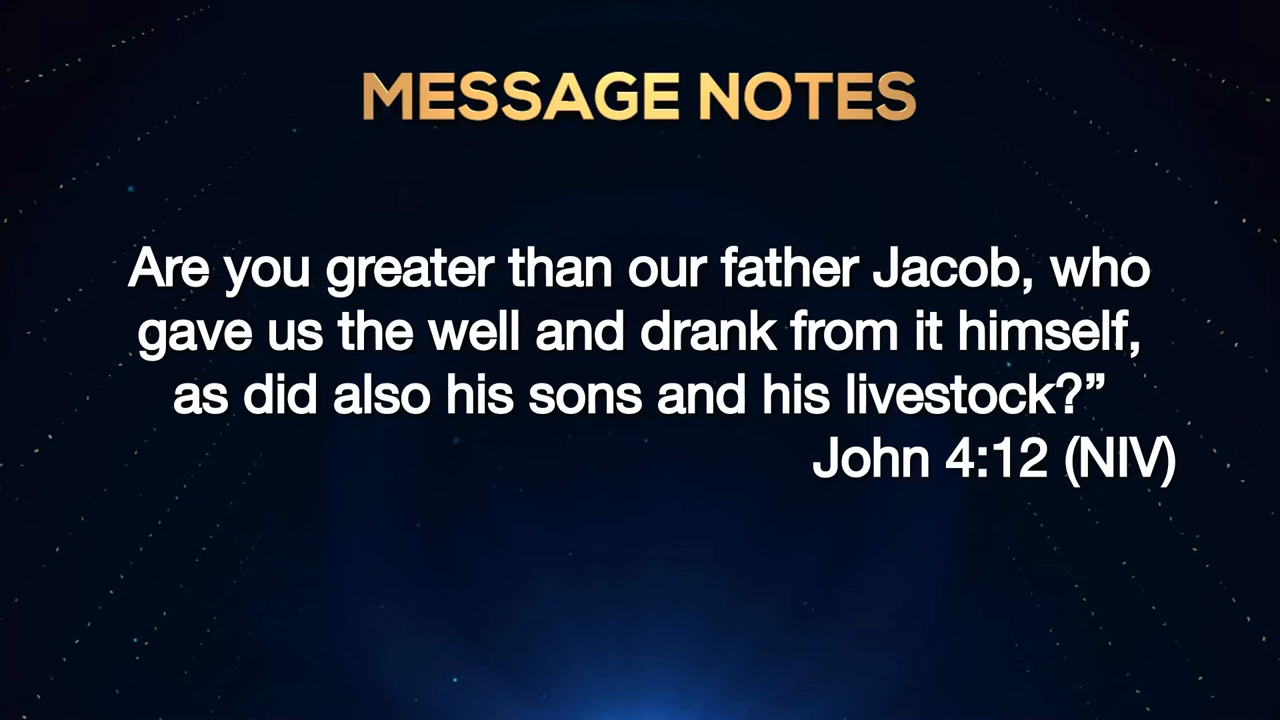 MESSAGE NOTES
Are you greater than our father Jacob, who
gave us the well and drank from it himself,
as did also his sons and his livestock?”
John 4:12 (NIV)